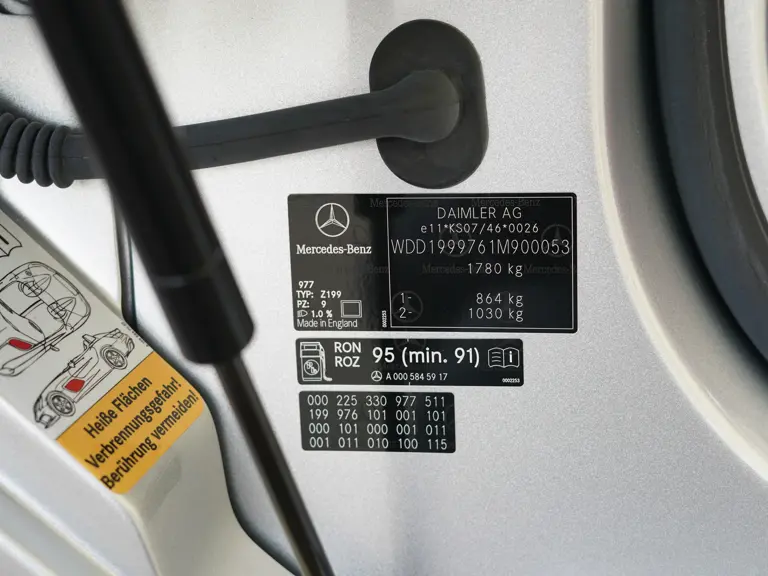 Mercedes-Benz
DAIMLER AG
e11*KS07/46*0026
WDD1999761M900053
1780 kg
1- 864 kg
2- 1030 kg
977
TYP: Z199
PZ: 9
1.0 %
Made in England
0002253
RON
ROZ
95 (min. 91)
A 000 584 59 17
0002253
000 225 330 977 511
199 976 101 001 101
000 101 000 001 011
001 011 010 100 115
Heiße Flächen
Verbrennungsgefahr!
Berührung vermeiden!